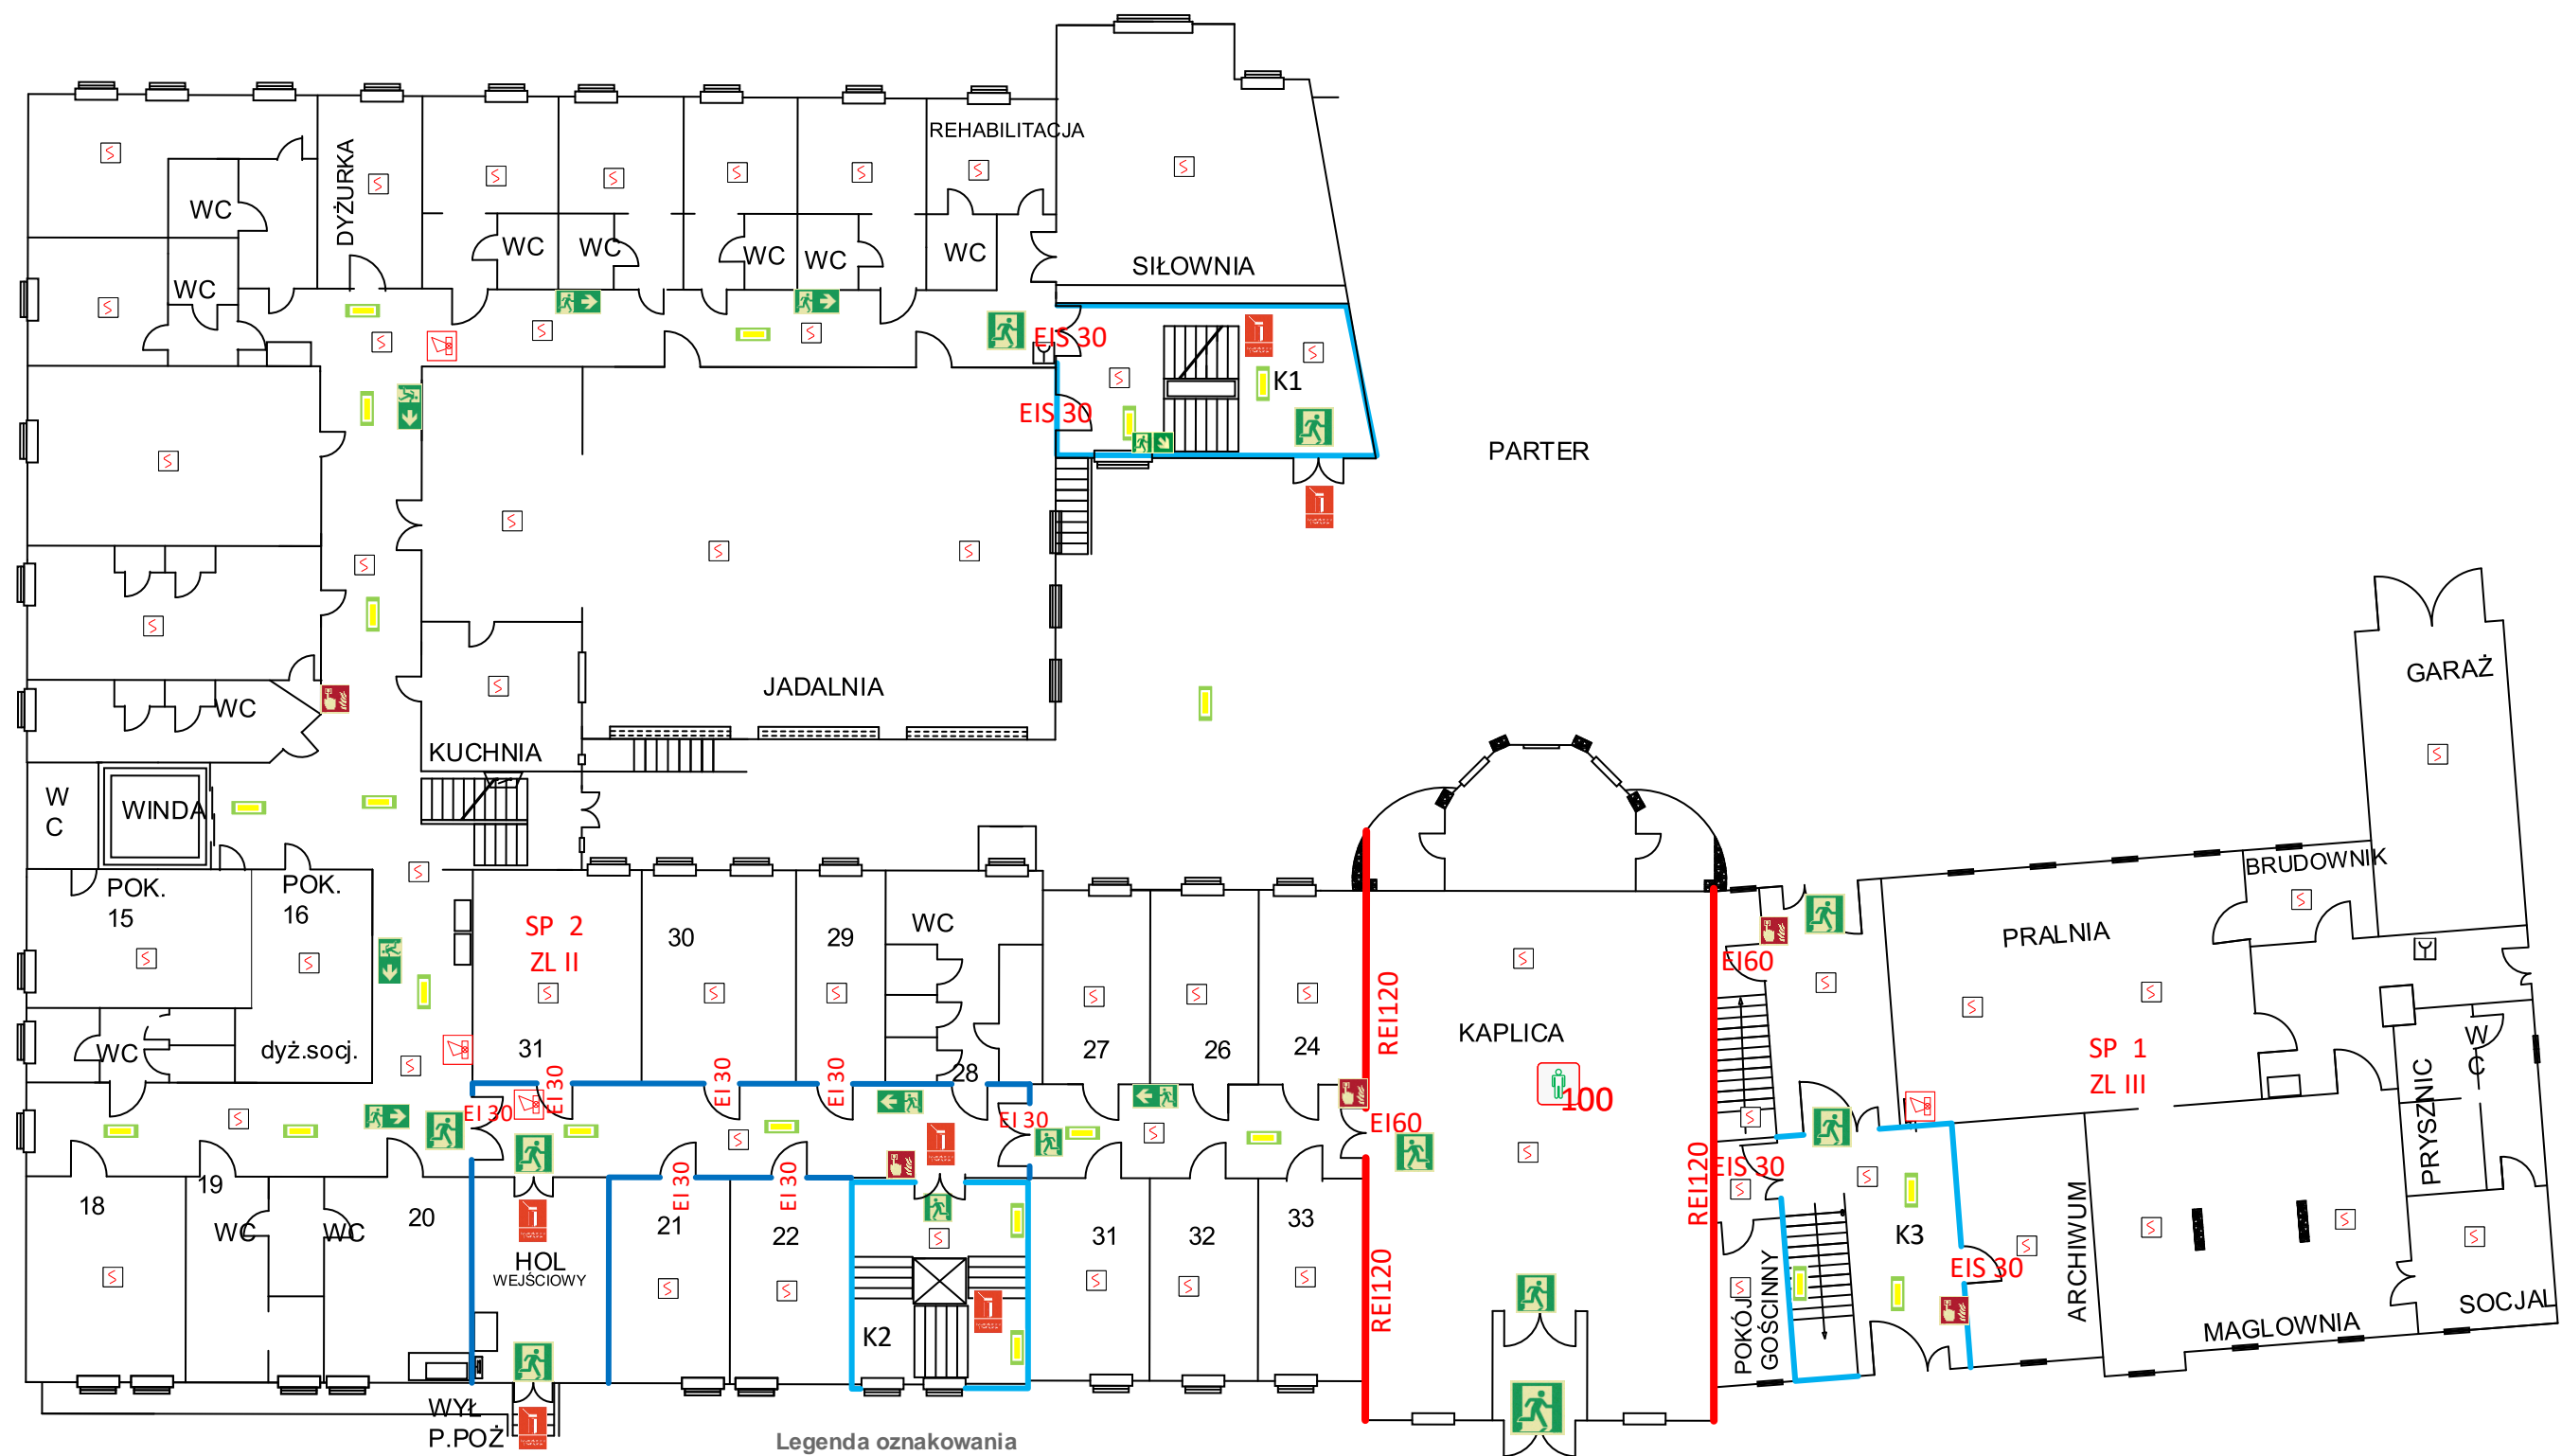 REHABILITACJA
DYŻURKA
WC
WC
WC
WC
WC
WC
WC
SIŁOWNIA
EIS 30
K1
EIS 30
PARTER
WC
JADALNIA
KUCHNIA
GARAŻ
W
C
WINDA
POK.
15
POK.
16
SP 2
ZL II
30
29
WC
BRUDOWNIK
PRALNIA
EI60
REI120
KAPLICA
100
WC
dyż.socj.
31
28
27
26
24
SP 1
ZL III
W
C
PRYSZNIC
EI 30
EI 30
EI 30
EI 30
EI 30
EI60
REI120
EIS 30
18
19
WC
WC
20
EI 30
EI 30
21
22
31
32
33
HOL
WEJŚCIOWY
K2
REI120
POKÓJ
GOŚCINNY
K3
EIS 30
ARCHIWUM
MAGLOWNIA
SOCJAL
WYŁ
P.POŻ
Legenda oznakowania